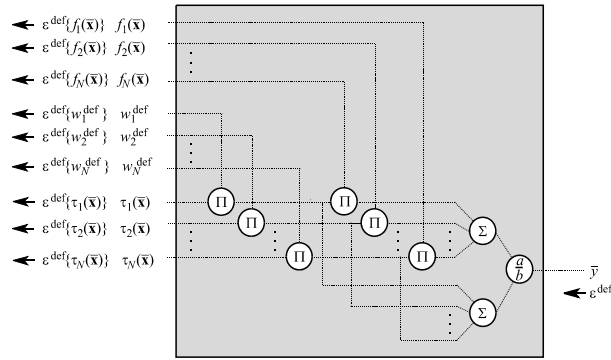 ε^def{f_1(x̄)} f_1(x̄)
ε^def{f_2(x̄)} f_2(x̄)
ε^def{f_N(x̄)} f_N(x̄)
ε^def{w_1^def} w_1^def
ε^def{w_2^def} w_2^def
ε^def{w_N^def} w_N^def
ε^def{τ_1(x̄)} τ_1(x̄)
Π Π
ε^def{τ_2(x̄)} τ_2(x̄)
Π Π Σ
ε^def{τ_N(x̄)} τ_N(x̄)
Π Π
a/b ȳ
ε^def
Σ